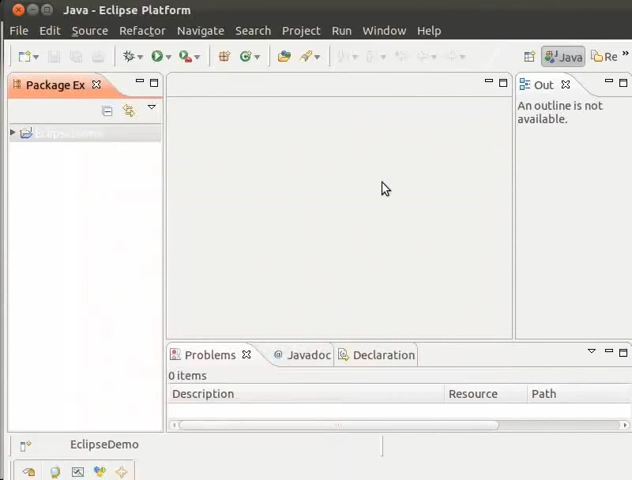 Java - Eclipse Platform
File Edit Source Refactor Navigate Search Project Run Window Help
Java Re »
Package Ex
Out
EclipseDemo
An outline is not
available.
Problems @ Javadoc Declaration
0 items
Description Resource Path
EclipseDemo